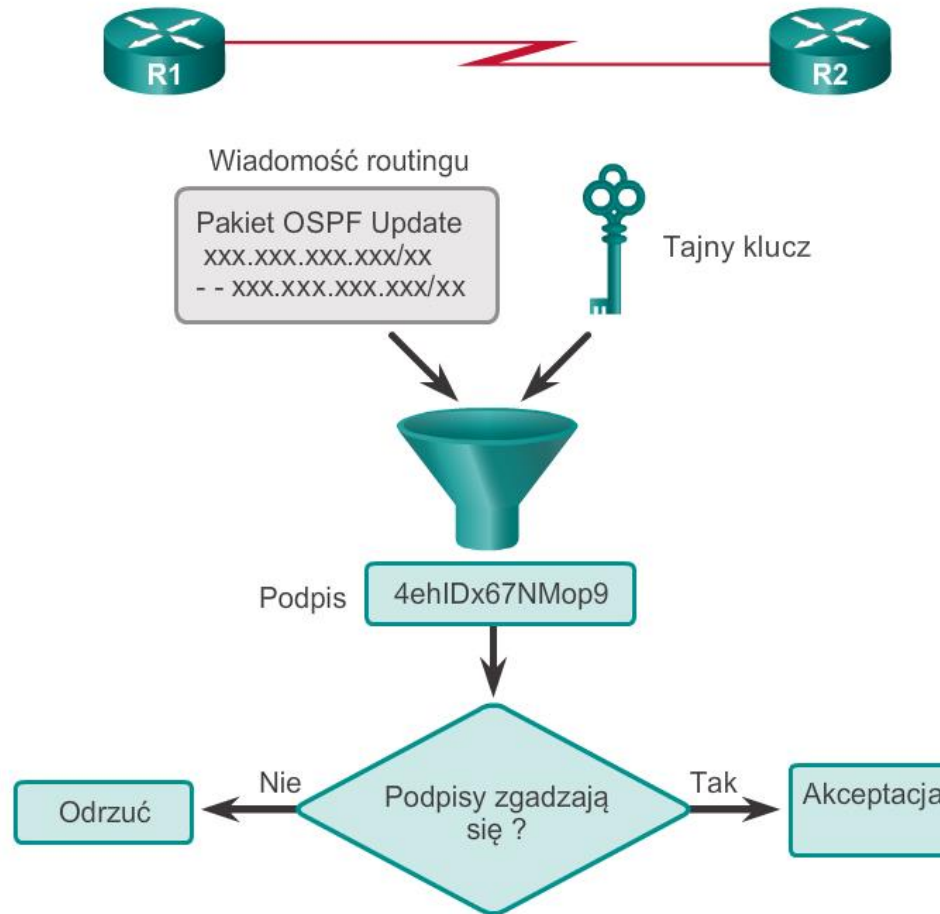 R1
R2
Wiadomość routingu
Pakiet OSPF Update
xxx.xxx.xxx.xxx/xx
- - xxx.xxx.xxx.xxx/xx
Tajny klucz
Podpis
4ehIDx67NMop9
Nie
Podpisy zgadzają
się ?
Tak
Odrzuć
Akceptacja